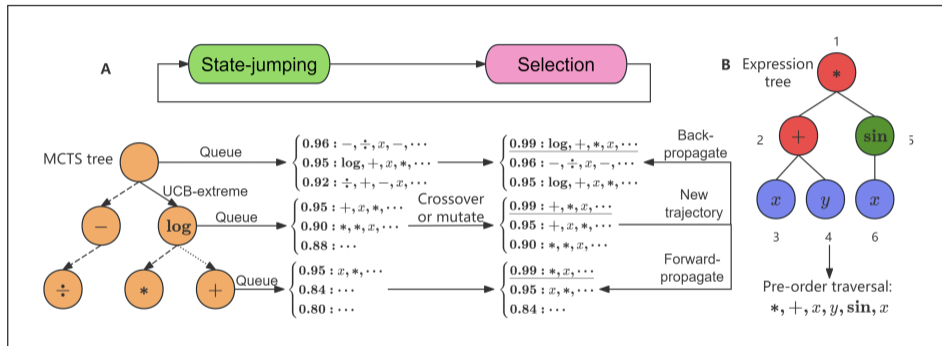 A
State-jumping
Selection
B
Expression
tree
1
*
2
+
sin
5
x
y
x
3
4
6
Pre-order traversal:
*, +, x, y, sin, x
MCTS tree
UCB-extreme
−
log
÷
*
+
Queue
0.96 : −, ÷, x, −, ⋯
0.95 : log, +, x, *, ⋯
0.92 : ÷, +, −, x, ⋯
Queue
0.95 : +, x, *, ⋯
0.90 : *, *, x, ⋯
0.88 : ⋯
Queue
0.95 : x, *, ⋯
0.84 : ⋯
0.80 : ⋯
Crossover
or mutate
0.99 : log, +, *, x, ⋯
0.96 : −, ÷, x, −, ⋯
0.95 : log, +, x, *, ⋯
0.99 : +, *, x, ⋯
0.95 : +, x, *, ⋯
0.90 : *, *, x, ⋯
0.99 : *, x, ⋯
0.95 : x, *, ⋯
0.84 : ⋯
Back-
propagate
New
trajectory
Forward-
propagate